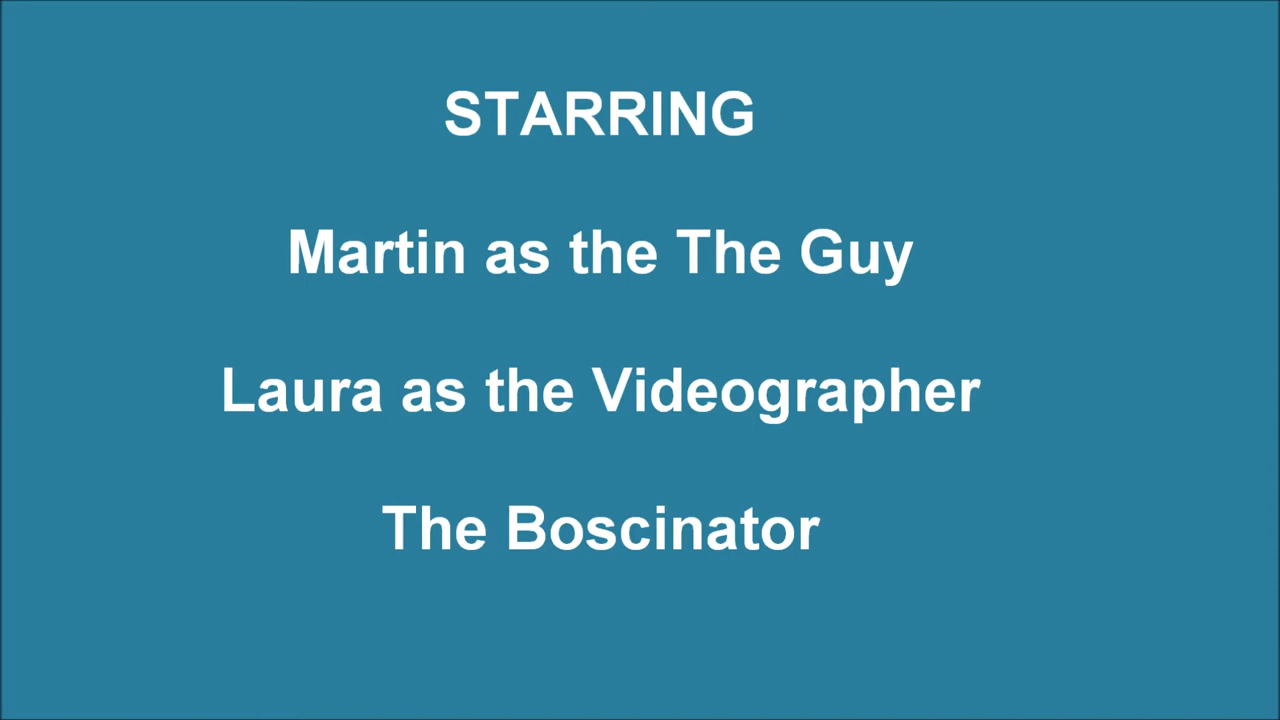 STARRING
Martin as the The Guy
Laura as the Videographer
The Boscinator